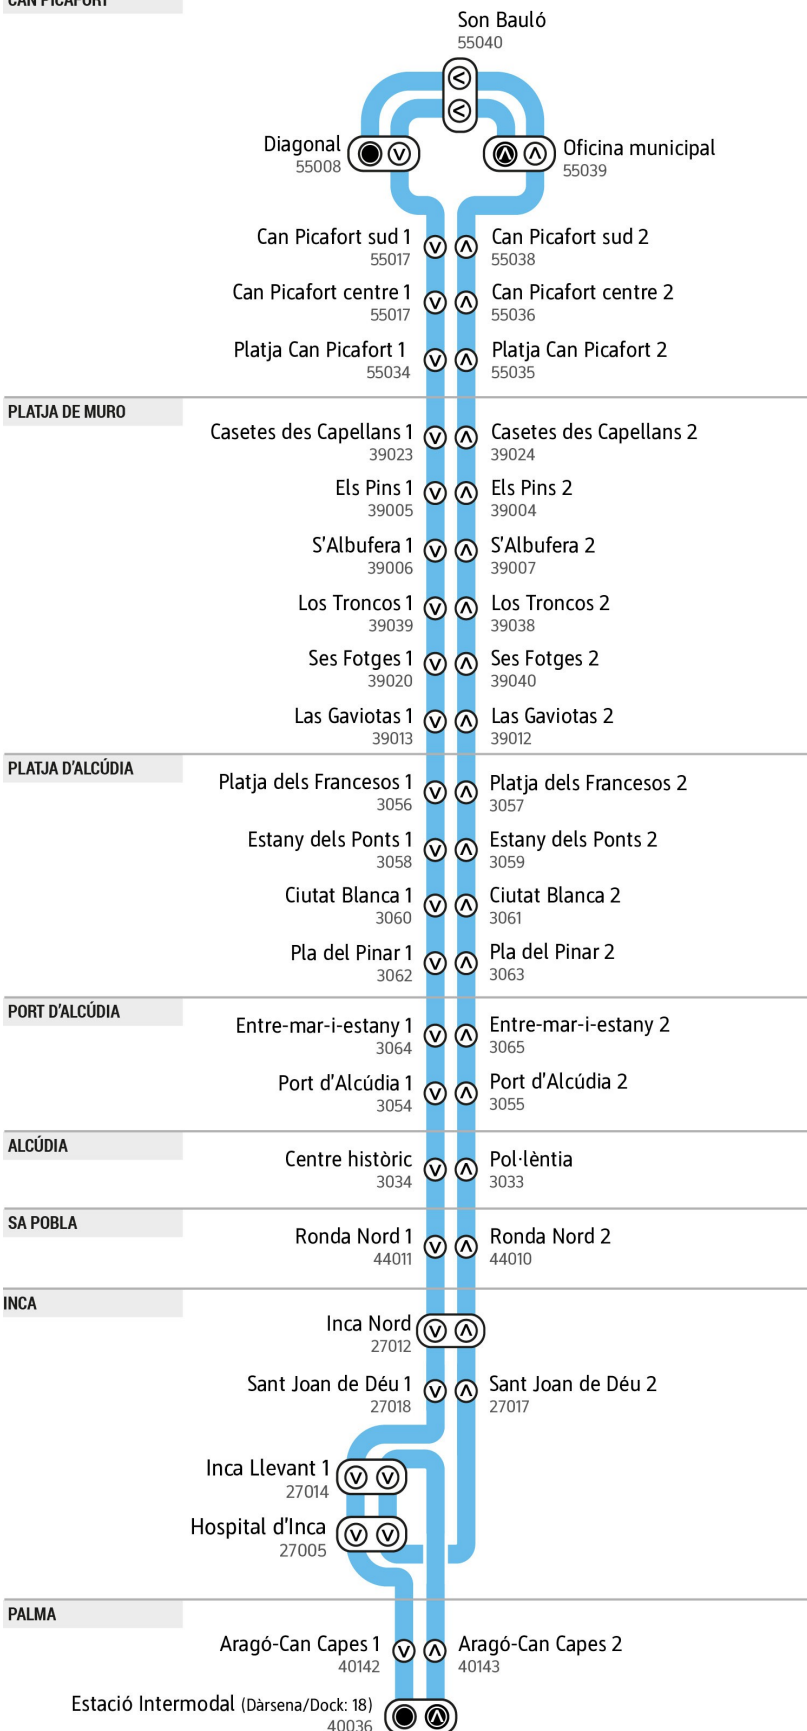 CAN PICAFORT
Son Bauló
55040
Diagonal
55008
Oficina municipal
55039
Can Picafort sud 1
55017
Can Picafort sud 2
55038
Can Picafort centre 1
55017
Can Picafort centre 2
55036
Platja Can Picafort 1
55034
Platja Can Picafort 2
55035
PLATJA DE MURO
Casetes des Capellans 1
39023
Casetes des Capellans 2
39024
Els Pins 1
39005
Els Pins 2
39004
S'Albufera 1
39006
S'Albufera 2
39007
Los Troncos 1
39039
Los Troncos 2
39038
Ses Fotges 1
39020
Ses Fotges 2
39040
Las Gaviotas 1
39013
Las Gaviotas 2
39012
PLATJA D'ALCÚDIA
Platja dels Francesos 1
3056
Platja dels Francesos 2
3057
Estany dels Ponts 1
3058
Estany dels Ponts 2
3059
Ciutat Blanca 1
3060
Ciutat Blanca 2
3061
Pla del Pinar 1
3062
Pla del Pinar 2
3063
PORT D'ALCÚDIA
Entre-mar-i-estany 1
3064
Entre-mar-i-estany 2
3065
Port d'Alcúdia 1
3054
Port d'Alcúdia 2
3055
ALCÚDIA
Centre històric
3034
Pol·lèntia
3033
SA POBLA
Ronda Nord 1
44011
Ronda Nord 2
44010
INCA
Inca Nord
27012
Sant Joan de Déu 1
27018
Sant Joan de Déu 2
27017
Inca Llevant 1
27014
Hospital d'Inca
27005
PALMA
Aragó-Can Capes 1
40142
Aragó-Can Capes 2
40143
Estació Intermodal (Dàrsena/Dock: 18)
40036